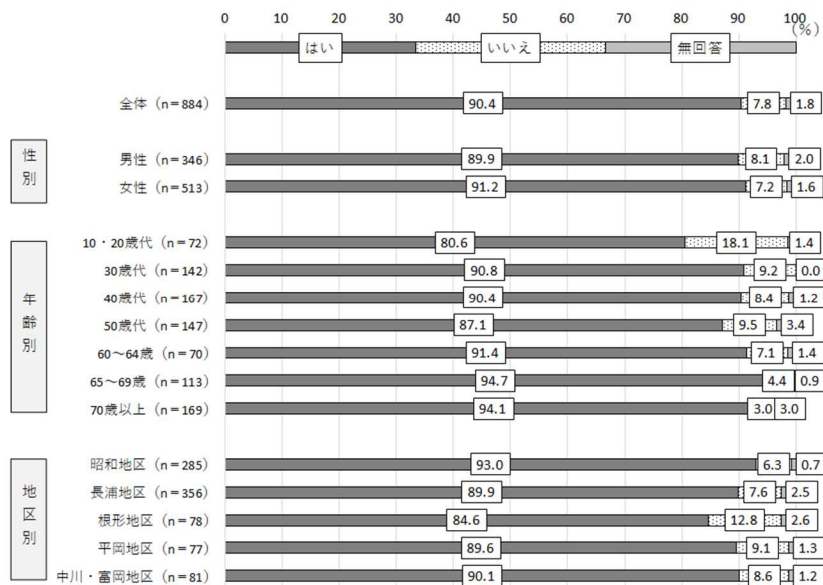 0 10 20 30 40 50 60 70 80 90 100
(%)
はい いいえ 無回答
全体（n＝884） 90.4 7.8 1.8
性別
男性（n＝346） 89.9 8.1 2.0
女性（n＝513） 91.2 7.2 1.6
年齢別
10・20歳代（n＝72） 80.6 18.1 1.4
30歳代（n＝142） 90.8 9.2 0.0
40歳代（n＝167） 90.4 8.4 1.2
50歳代（n＝147） 87.1 9.5 3.4
60～64歳（n＝70） 91.4 7.1 1.4
65～69歳（n＝113） 94.7 4.4 0.9
70歳以上（n＝169） 94.1 3.0 3.0
地区別
昭和地区（n＝285） 93.0 6.3 0.7
長浦地区（n＝356） 89.9 7.6 2.5
根形地区（n＝78） 84.6 12.8 2.6
平岡地区（n＝77） 89.6 9.1 1.3
中川・富岡地区（n＝81） 90.1 8.6 1.2